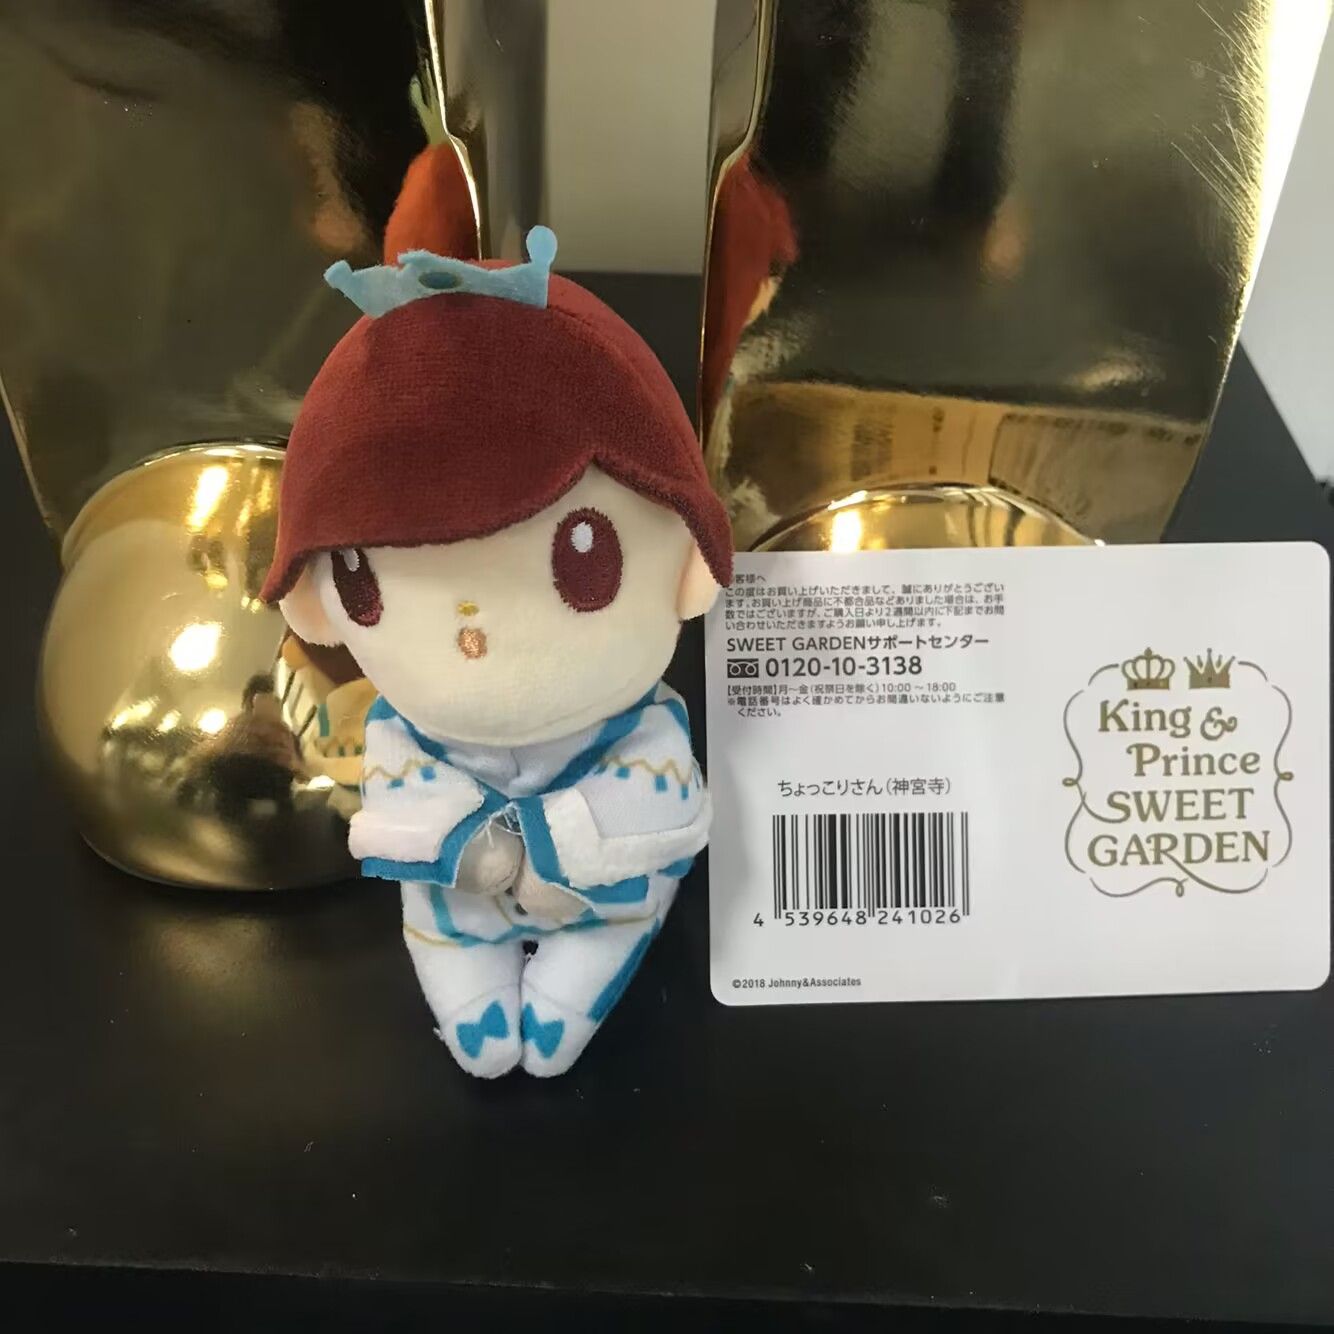 客様へ
この度はお買い上げいただきまして、誠にありがとうござい
ます。お買い上げ商品に不都合品などありました場合は、お手
数ではございますが、ご購入日より2週間以内に下記までお問
い合わせいただきますようお願い申し上げます。
SWEET GARDENサポートセンター
0120-10-3138
【受付時間】月～金(祝祭日を除く)10:00～18:00
※電話番号はよく確かめてからお間違いないようにご注意
ください。
ちょっこりさん(神宮寺)
4 539648 241026
©2018 Johnny&Associates
King &
Prince
SWEET
GARDEN